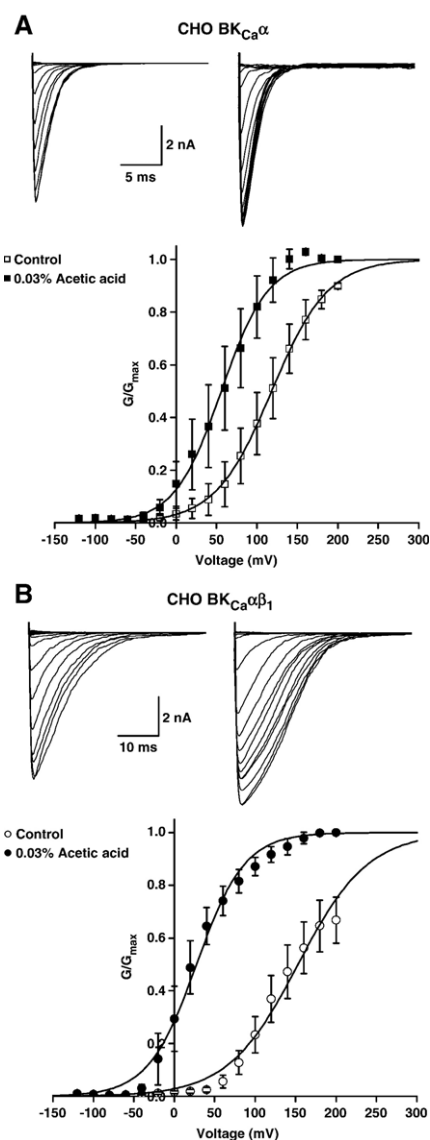 A
CHO BKCaα
2 nA
5 ms
Control
0.03% Acetic acid
1.0
0.8
0.6
0.4
0.2
0.0
G/Gmax
-150 -100 -50 0 50 100 150 200 250 300
Voltage (mV)
B
CHO BKCaαβ1
2 nA
10 ms
Control
0.03% Acetic acid
1.0
0.8
0.6
0.4
0.2
0.0
G/Gmax
-150 -100 -50 0 50 100 150 200 250 300
Voltage (mV)